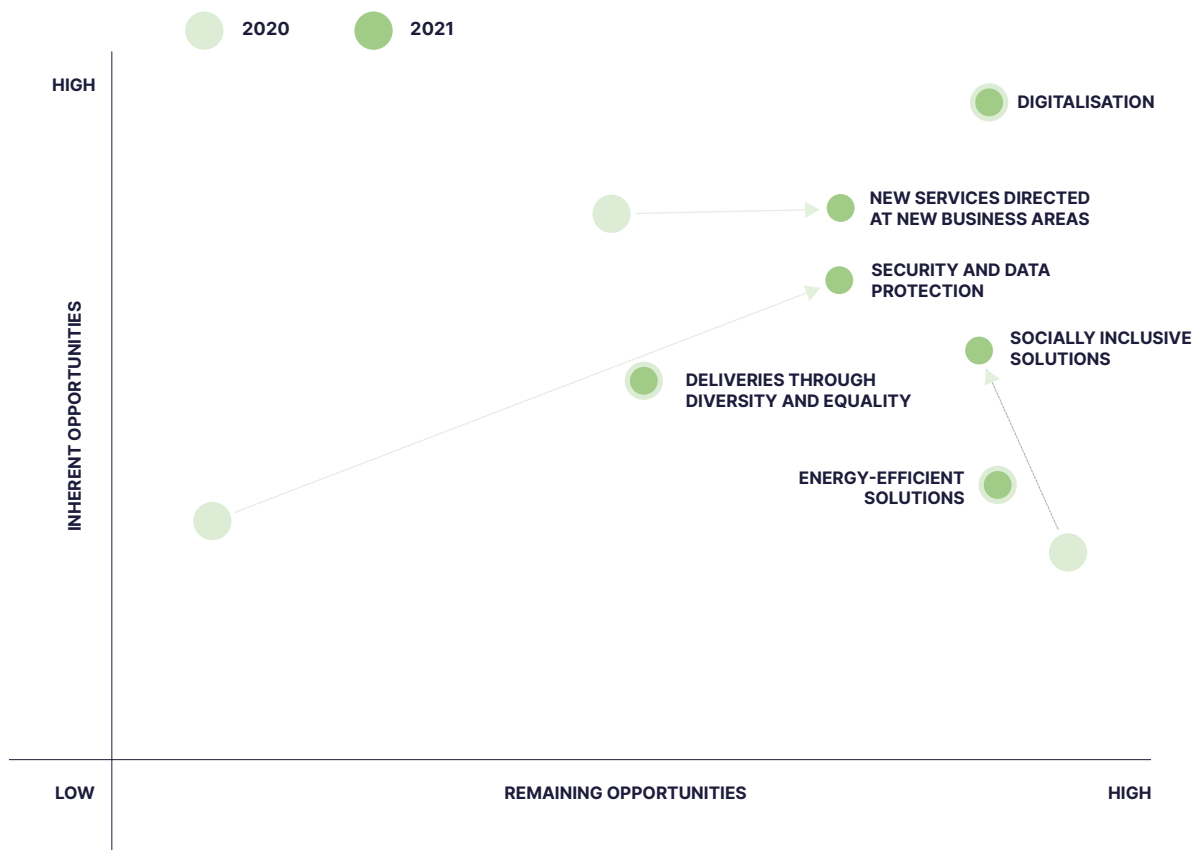 2020
2021
HIGH
DIGITALISATION
NEW SERVICES DIRECTED
AT NEW BUSINESS AREAS
SECURITY AND DATA
PROTECTION
SOCIALLY INCLUSIVE
SOLUTIONS
DELIVERIES THROUGH
DIVERSITY AND EQUALITY
ENERGY-EFFICIENT
SOLUTIONS
INHERENT OPPORTUNITIES
LOW
REMAINING OPPORTUNITIES
HIGH